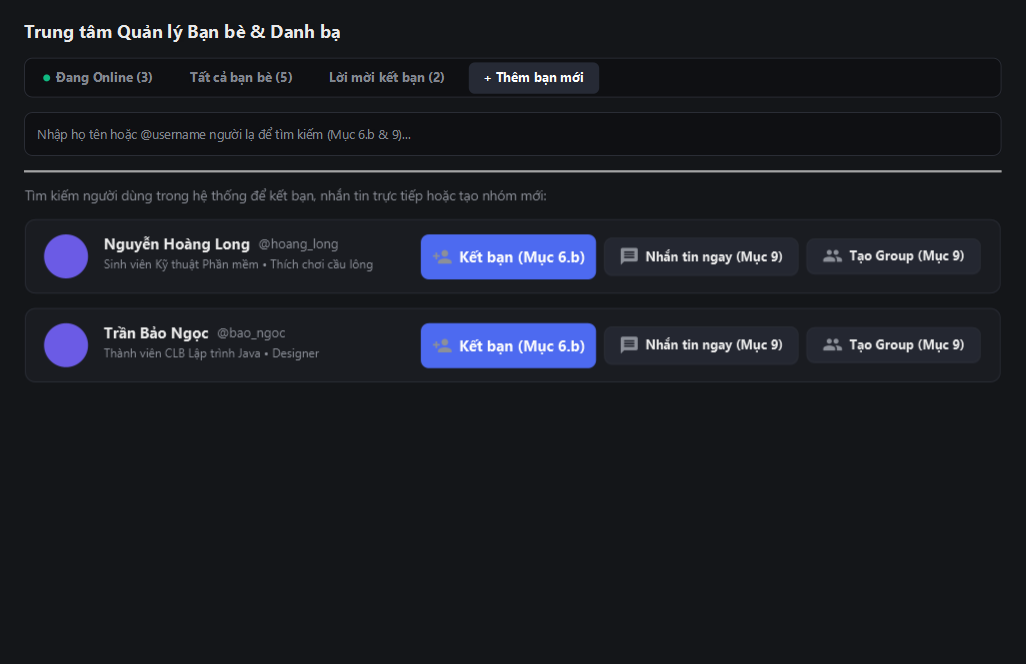 Trung tâm Quản lý Bạn bè & Danh bạ
Đang Online (3) Tất cả bạn bè (5) Lời mời kết bạn (2) + Thêm bạn mới
Nhập họ tên hoặc @username người lạ để tìm kiếm (Mục 6.b & 9)...
Tìm kiếm người dùng trong hệ thống để kết bạn, nhắn tin trực tiếp hoặc tạo nhóm mới:
Nguyễn Hoàng Long @hoang_long
Sinh viên Kỹ thuật Phần mềm • Thích chơi cầu lông
Kết bạn (Mục 6.b) Nhắn tin ngay (Mục 9) Tạo Group (Mục 9)
Trần Bảo Ngọc @bao_ngoc
Thành viên CLB Lập trình Java • Designer
Kết bạn (Mục 6.b) Nhắn tin ngay (Mục 9) Tạo Group (Mục 9)